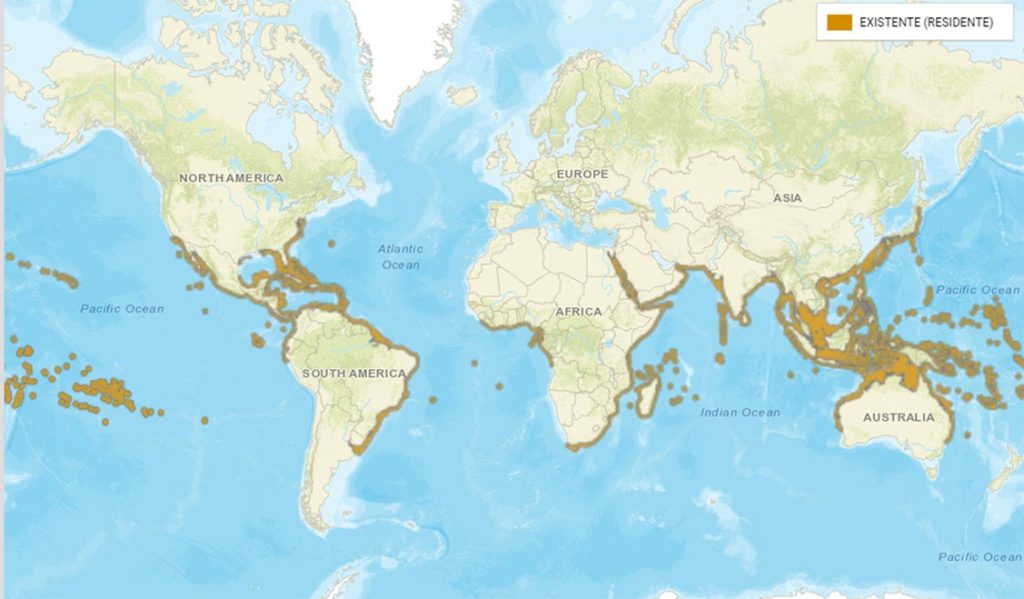 EXISTENTE (RESIDENTE)
NORTH AMERICA
EUROPE
ASIA
Atlantic
Ocean
Pacific Ocean
Pacific Ocean
AFRICA
SOUTH AMERICA
Indian Ocean
AUSTRALIA
Pacific Ocean